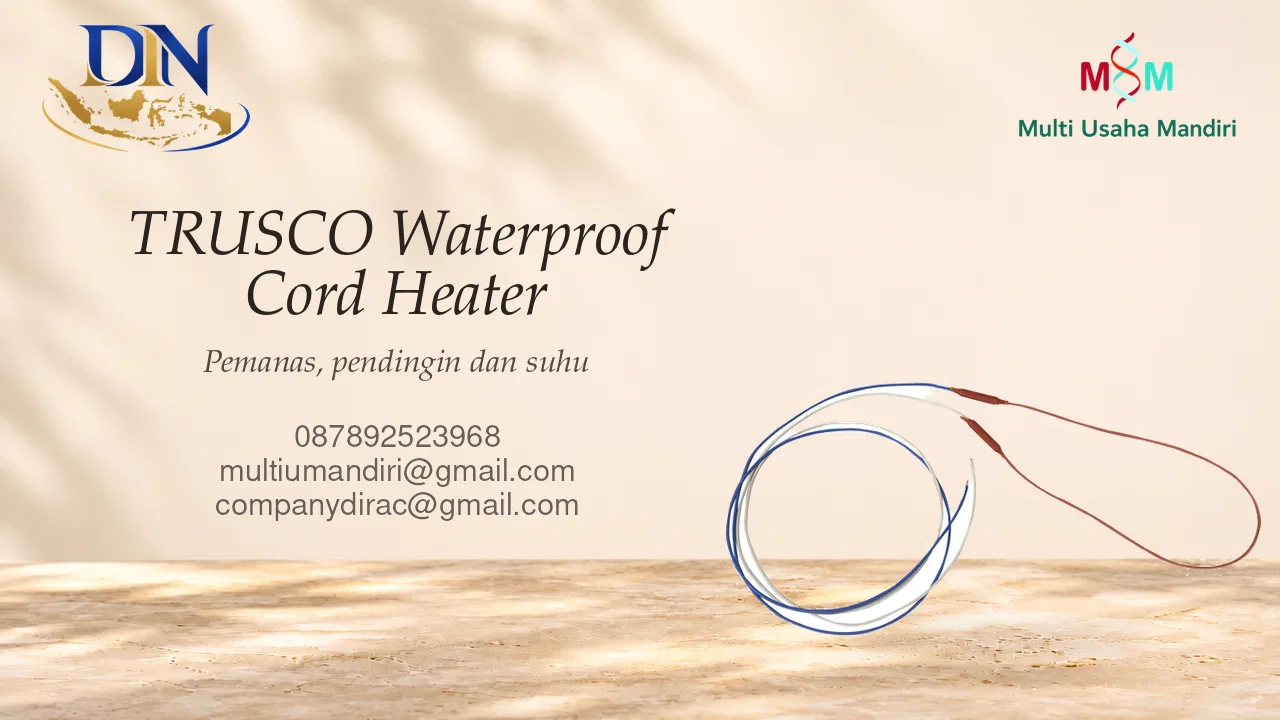 DIN
MSM
Multi Usaha Mandiri
TRUSCO Waterproof
Cord Heater
Pemanas, pendingin dan suhu
087892523968
multiumandiri@gmail.com
companydirac@gmail.com